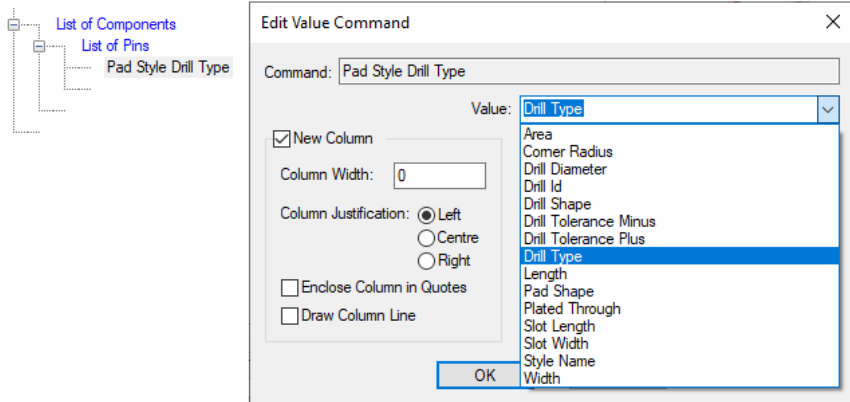 List of Components
List of Pins
Pad Style Drill Type
Edit Value Command
Command: Pad Style Drill Type
Value: Drill Type
New Column
Column Width: 0
Column Justification: Left
Centre
Right
Enclose Column in Quotes
Draw Column Line
OK
Area
Corner Radius
Drill Diameter
Drill Id
Drill Shape
Drill Tolerance Minus
Drill Tolerance Plus
Drill Type
Length
Pad Shape
Plated Through
Slot Length
Slot Width
Style Name
Width